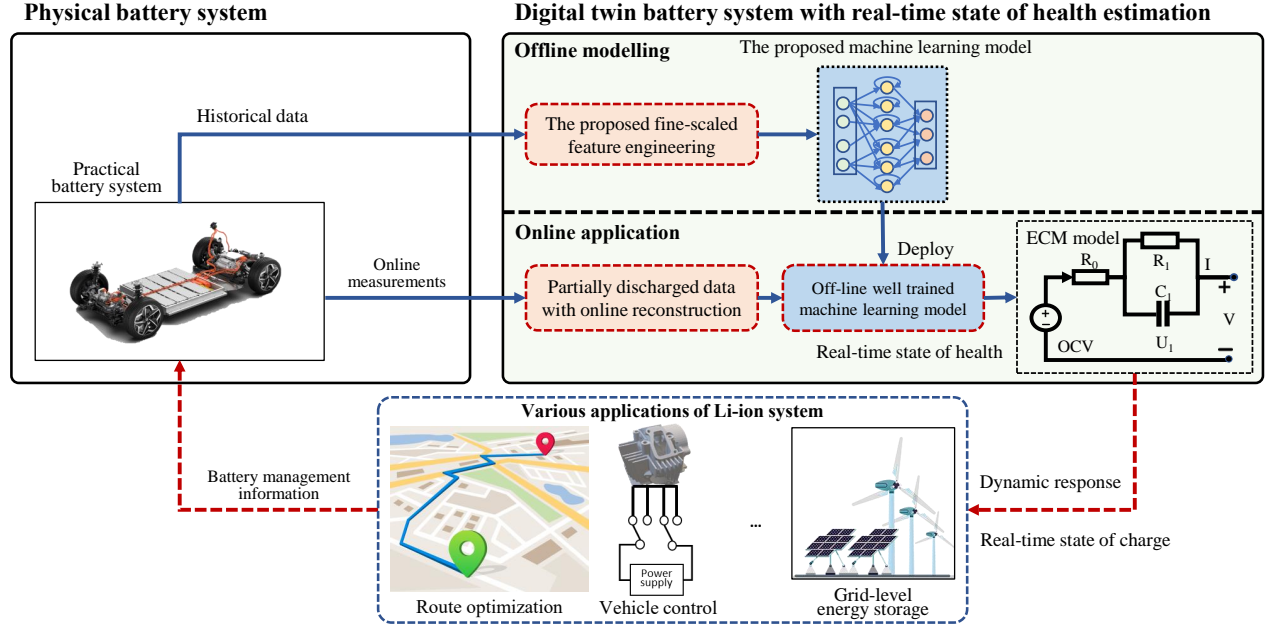 Physical battery system
Digital twin battery system with real-time state of health estimation
Offline modelling
The proposed machine learning model
Historical data
The proposed fine-scaled
feature engineering
Practical
battery system
Online application
Deploy
ECM model
R0
R1
I
C1
U1
+
V
OCV
Online
measurements
Partially discharged data
with online reconstruction
Off-line well trained
machine learning model
Real-time state of health
Various applications of Li-ion system
Battery management
information
Dynamic response
Real-time state of charge
...
Power
supply
Route optimization
Vehicle control
Grid-level
energy storage